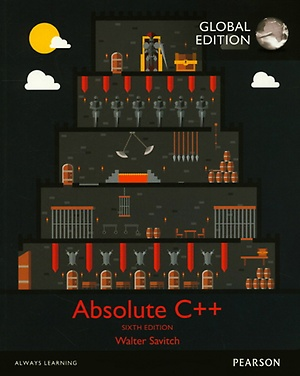 GLOBAL
EDITION
Absolute C++
SIXTH EDITION
Walter Savitch
ALWAYS LEARNING
PEARSON